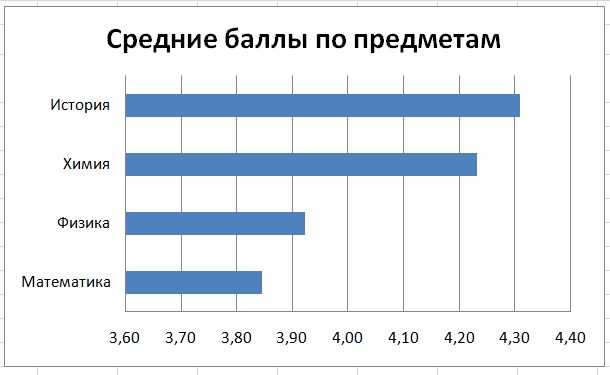 Средние баллы по предметам
История
Химия
Физика
Математика
3,60 3,70 3,80 3,90 4,00 4,10 4,20 4,30 4,40